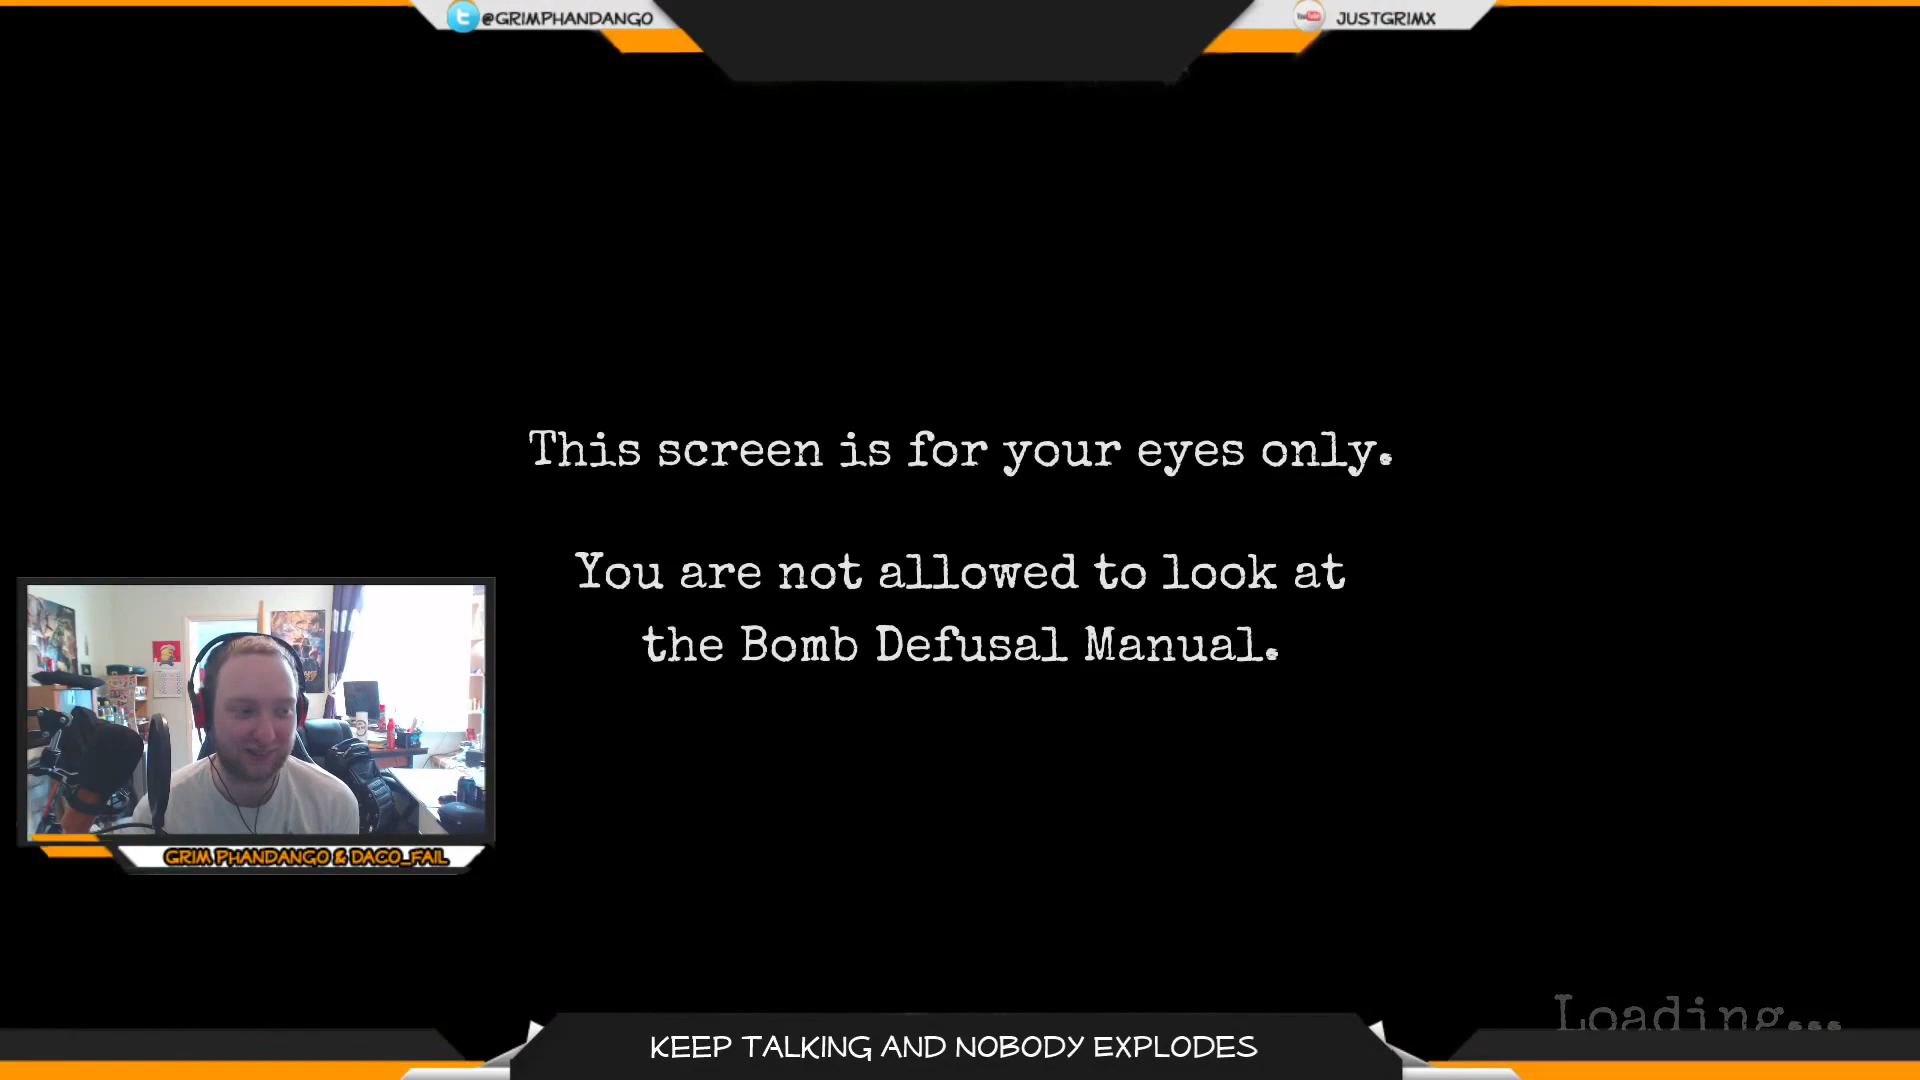 @GRIMPHANDANGO
JUSTGRIMX
This screen is for your eyes only.
You are not allowed to look at
the Bomb Defusal Manual.
GRIM PHANDANGO & DACO_FAIL
Loading...
KEEP TALKING AND NOBODY EXPLODES